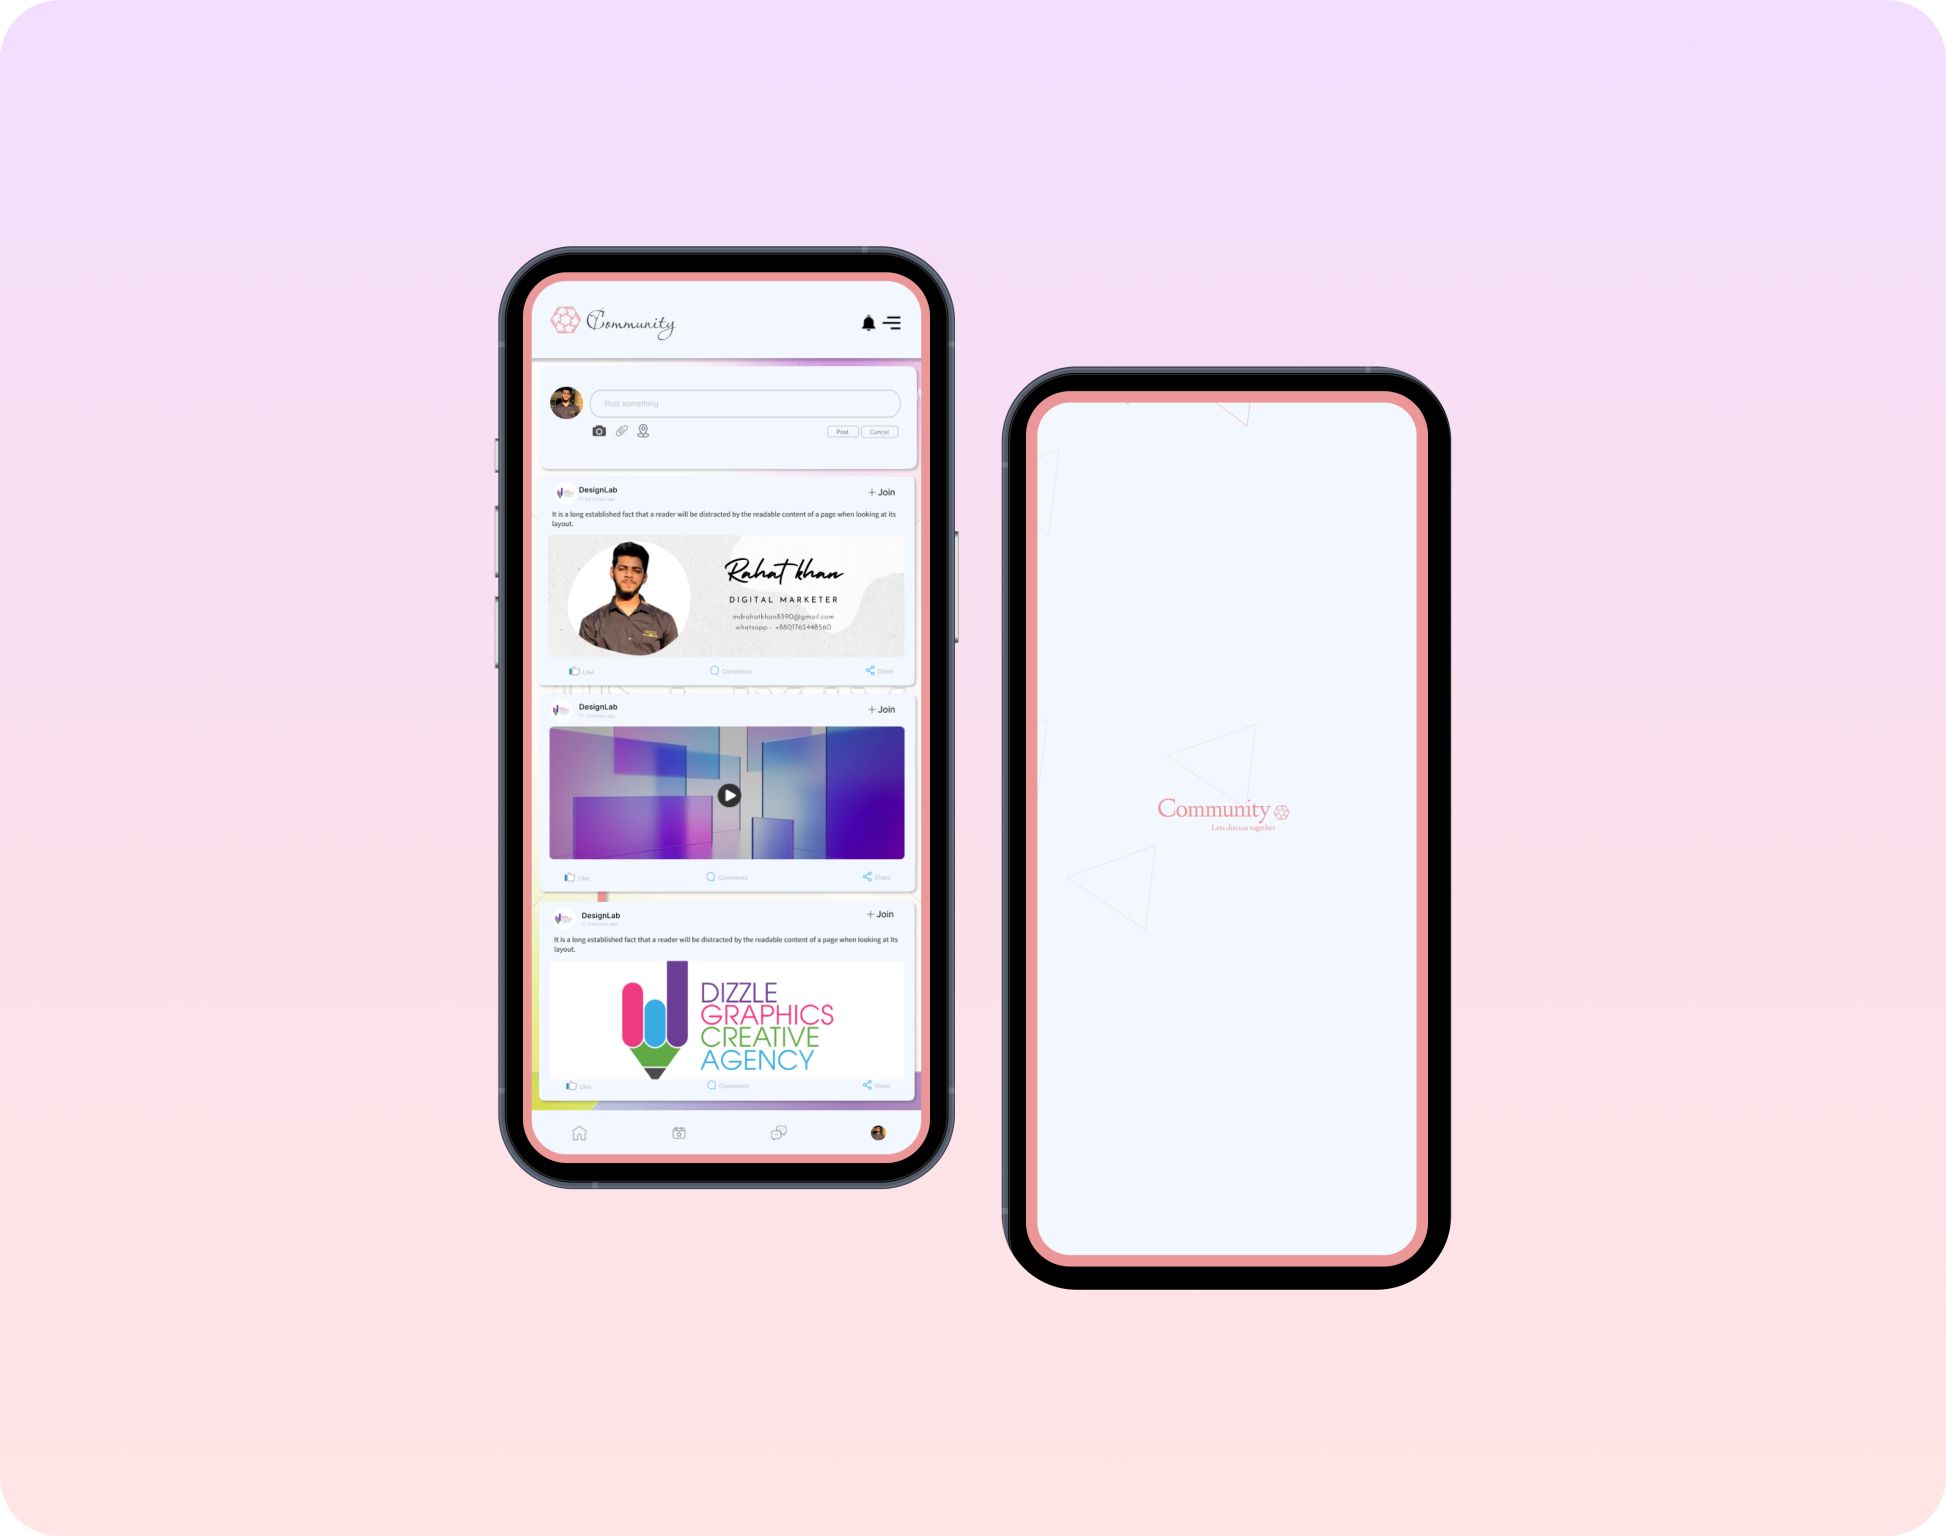 Community
Post something
Post
Cancel
DesignLab
+ Join
It is a long established fact that a reader will be distracted by the readable content of a page when looking at its
layout.
Rahat khan
DIGITAL MARKETER
mdrahatkhan8390@gmail.com
whatsapp - +8801762448560
Like
Comments
Share
DesignLab
+ Join
Like
Comments
Share
DesignLab
+ Join
It is a long established fact that a reader will be distracted by the readable content of a page when looking at its
layout.
DIZZLE
GRAPHICS
CREATIVE
AGENCY
Like
Comments
Share
Community
Lets discuss together